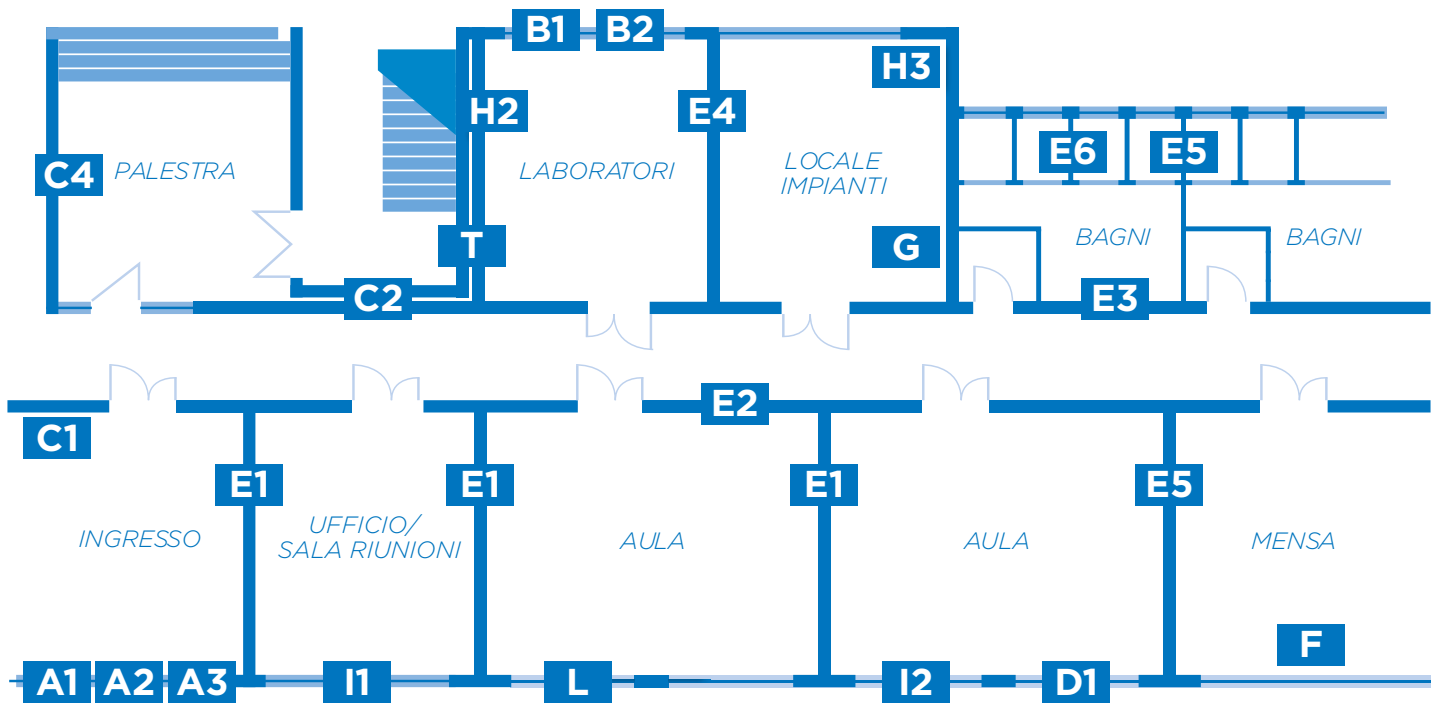 B1 B2
H3
H2 E4
E6 E5
C4 PALESTRA LABORATORI LOCALE
IMPIANTI
T G BAGNI BAGNI
C2 E3
E2
C1
E1 E1 E1 E5
INGRESSO UFFICIO/
SALA RIUNIONI AULA AULA MENSA
F
A1 A2 A3 I1 L I2 D1